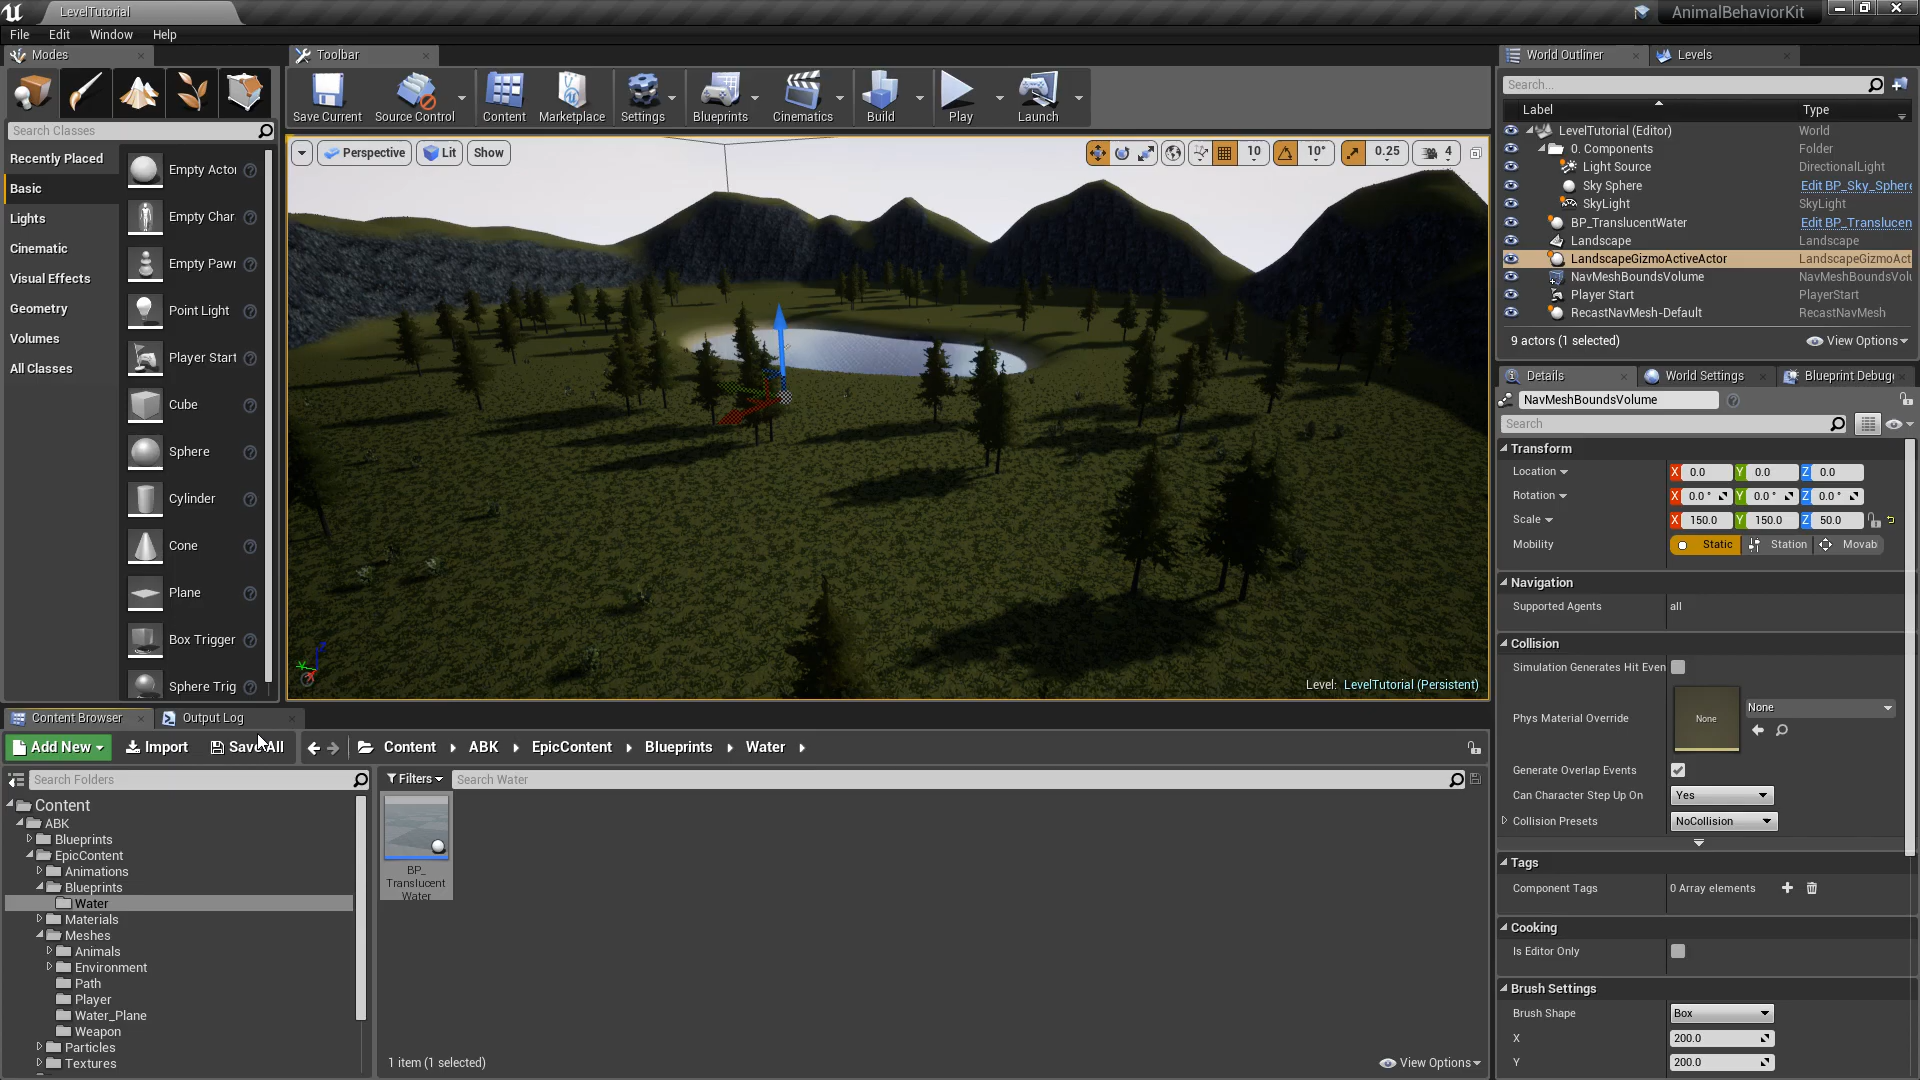 LevelTutorial
AnimalBehaviorKit
File Edit Window Help
Modes
Search Classes
Recently Placed
Basic
Lights
Cinematic
Visual Effects
Geometry
Volumes
All Classes
Empty Actor
Empty Char
Empty Pawn
Point Light
Player Start
Cube
Sphere
Cylinder
Cone
Plane
Box Trigger
Sphere Trig
Toolbar
Save Current
Source Control
Content
Marketplace
Settings
Blueprints
Cinematics
Build
Play
Launch
Perspective
Lit
Show
10
10°
0.25
4
Level: LevelTutorial (Persistent)
World Outliner
Levels
Search...
Label Type
LevelTutorial (Editor) World
0. Components Folder
Light Source DirectionalLight
Sky Sphere Edit BP_Sky_Sphere
SkyLight SkyLight
BP_TranslucentWater Edit BP_Translucen
Landscape Landscape
LandscapeGizmoActiveActor LandscapeGizmoAct
NavMeshBoundsVolume NavMeshBoundsVolu
Player Start PlayerStart
RecastNavMesh-Default RecastNavMesh
9 actors (1 selected)
View Options
Details
World Settings
Blueprint Debug
NavMeshBoundsVolume
Search
Transform
Location X 0.0 Y 0.0 Z 0.0
Rotation X 0.0 ° Y 0.0 ° Z 0.0 °
Scale X 150.0 Y 150.0 Z 50.0
Mobility Static Station Movab
Navigation
Supported Agents all
Collision
Simulation Generates Hit Even
Phys Material Override None None
Generate Overlap Events
Can Character Step Up On Yes
Collision Presets NoCollision
Tags
Component Tags 0 Array elements
Cooking
Is Editor Only
Brush Settings
Brush Shape Box
X 200.0
Y 200.0
Content Browser
Output Log
Add New
Import
Save All
Content ABK EpicContent Blueprints Water
Search Folders
Filters
Search Water
Content
ABK
Blueprints
EpicContent
Animations
Blueprints
Water
Materials
Meshes
Animals
Environment
Path
Player
Water_Plane
Weapon
Particles
Textures
BP_
Translucent
Water
1 item (1 selected)
View Options